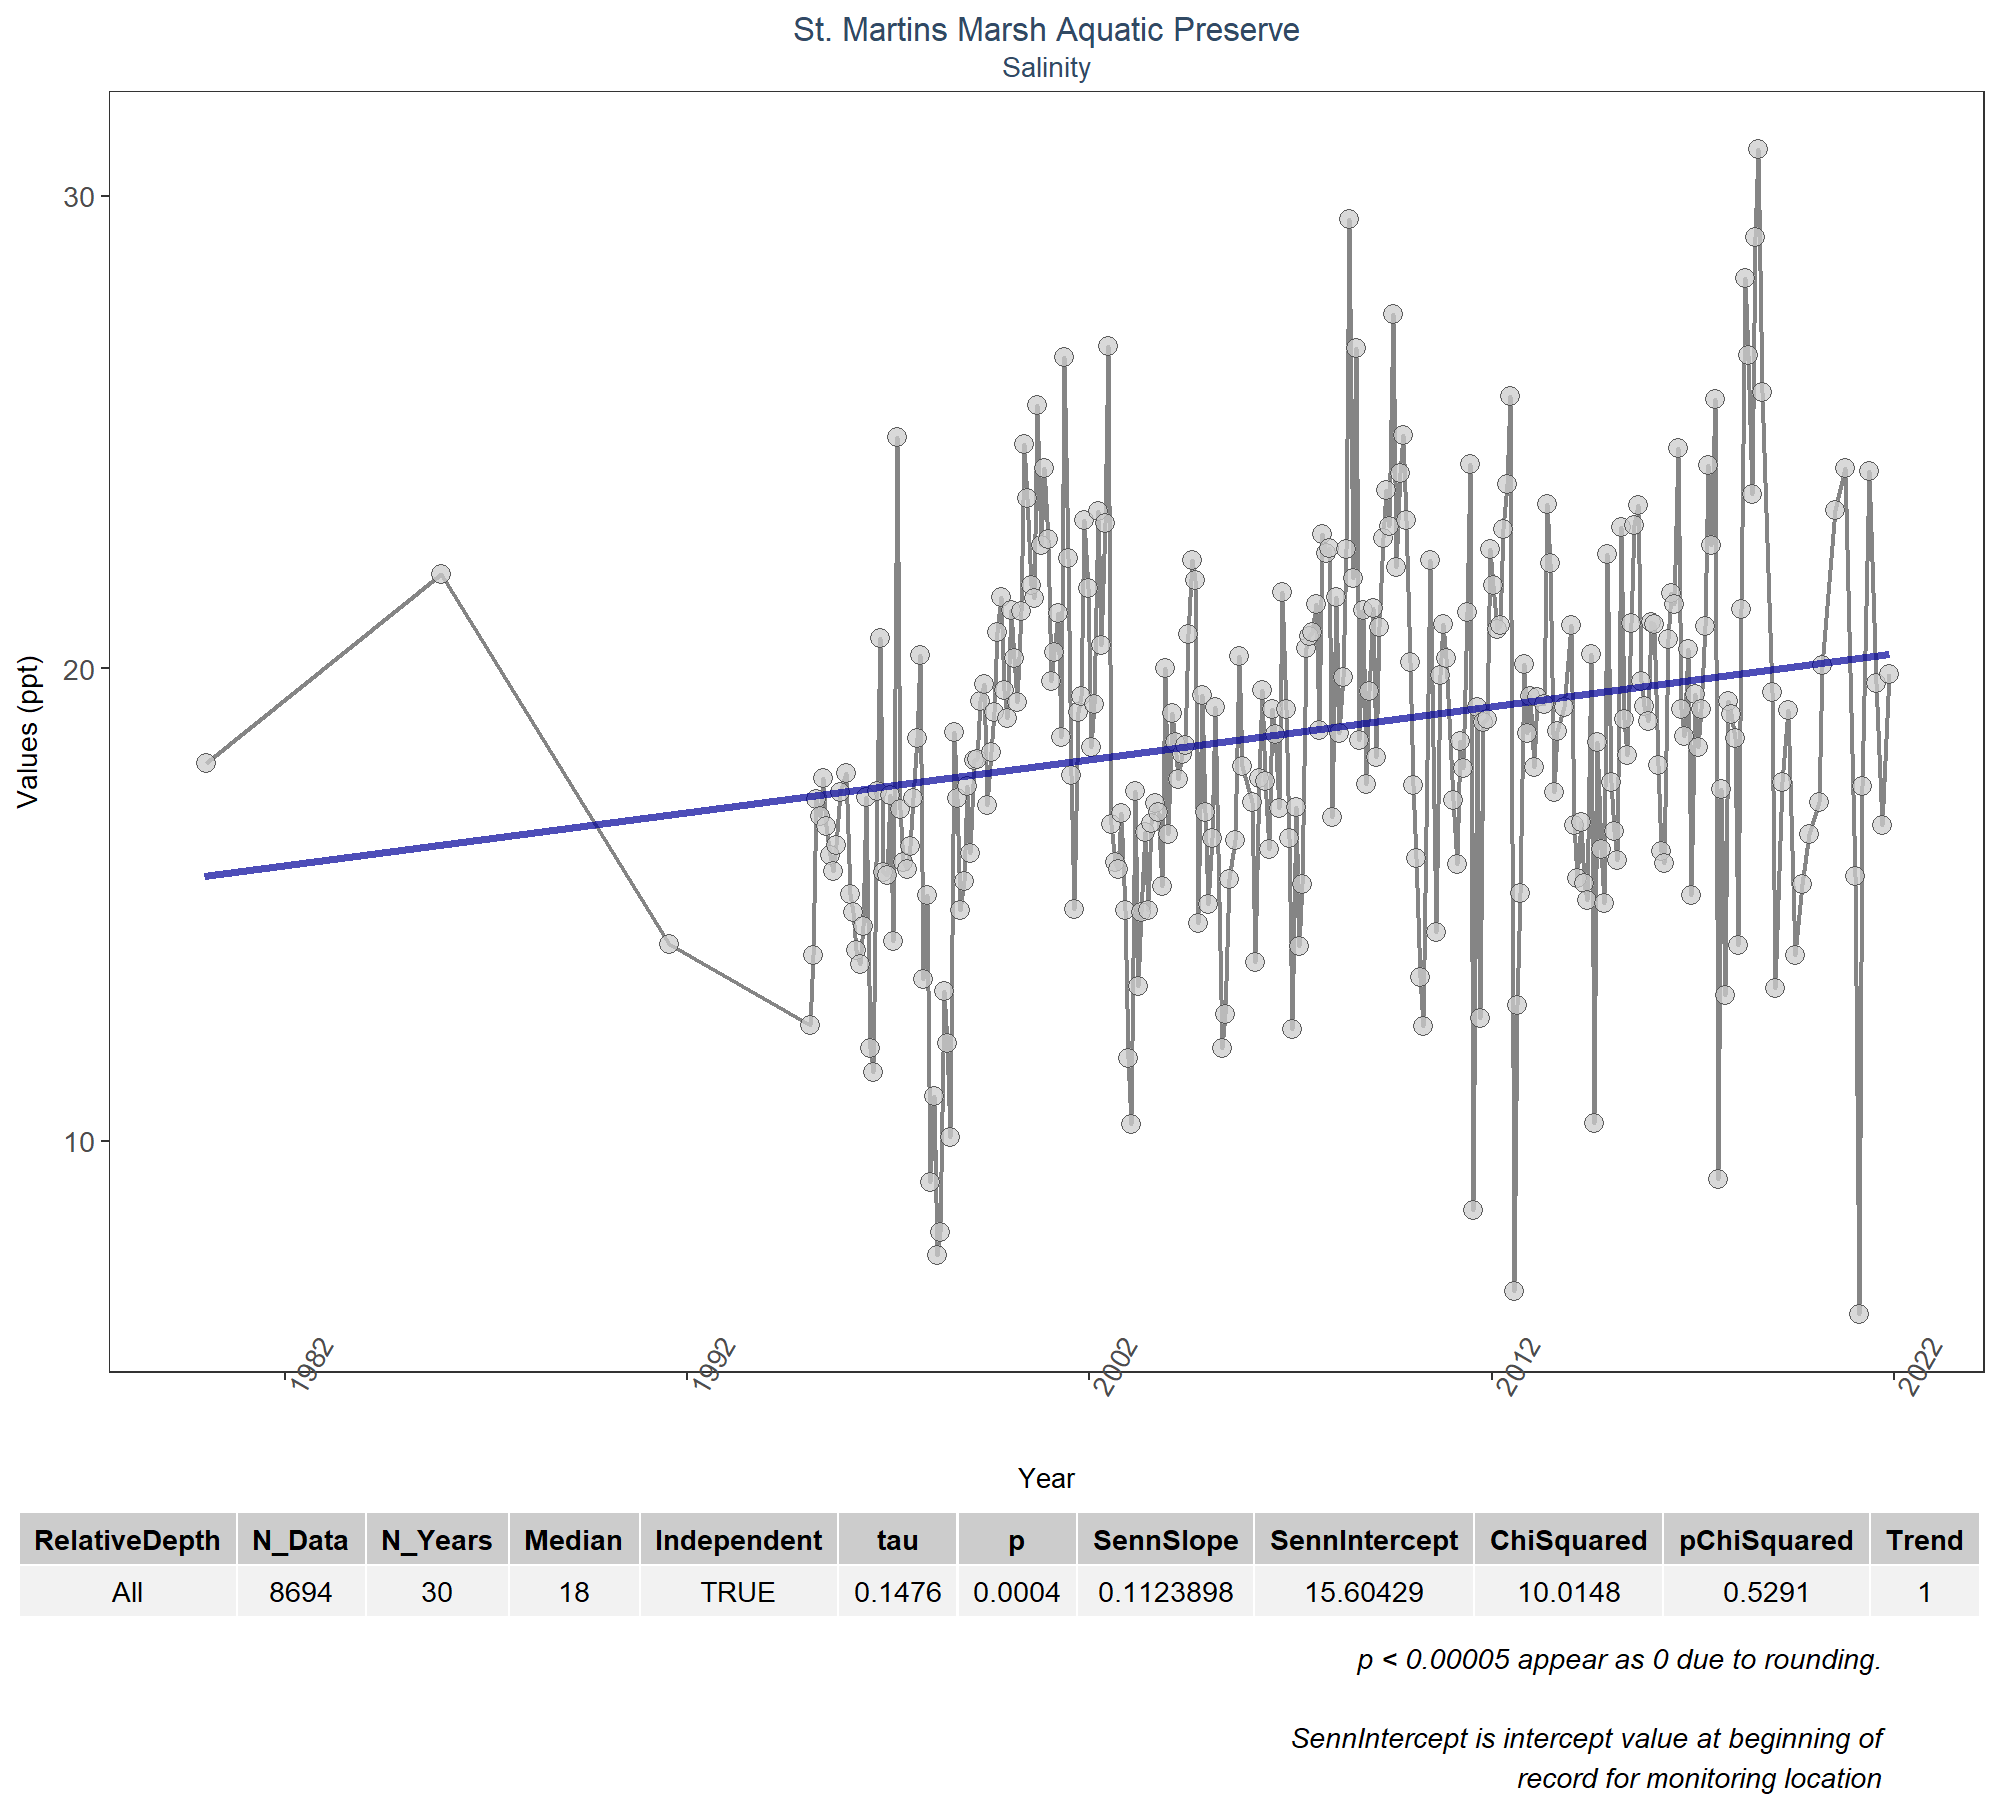 St. Martins Marsh Aquatic Preserve
Salinity
30
20
10
Values (ppt)
1982 1992 2002 2012 2022
Year
RelativeDepth N_Data N_Years Median Independent tau p SennSlope SennIntercept ChiSquared pChiSquared Trend
All 8694 30 18 TRUE 0.1476 0.0004 0.1123898 15.60429 10.0148 0.5291 1
p < 0.00005 appear as 0 due to rounding.
SennIntercept is intercept value at beginning of
record for monitoring location